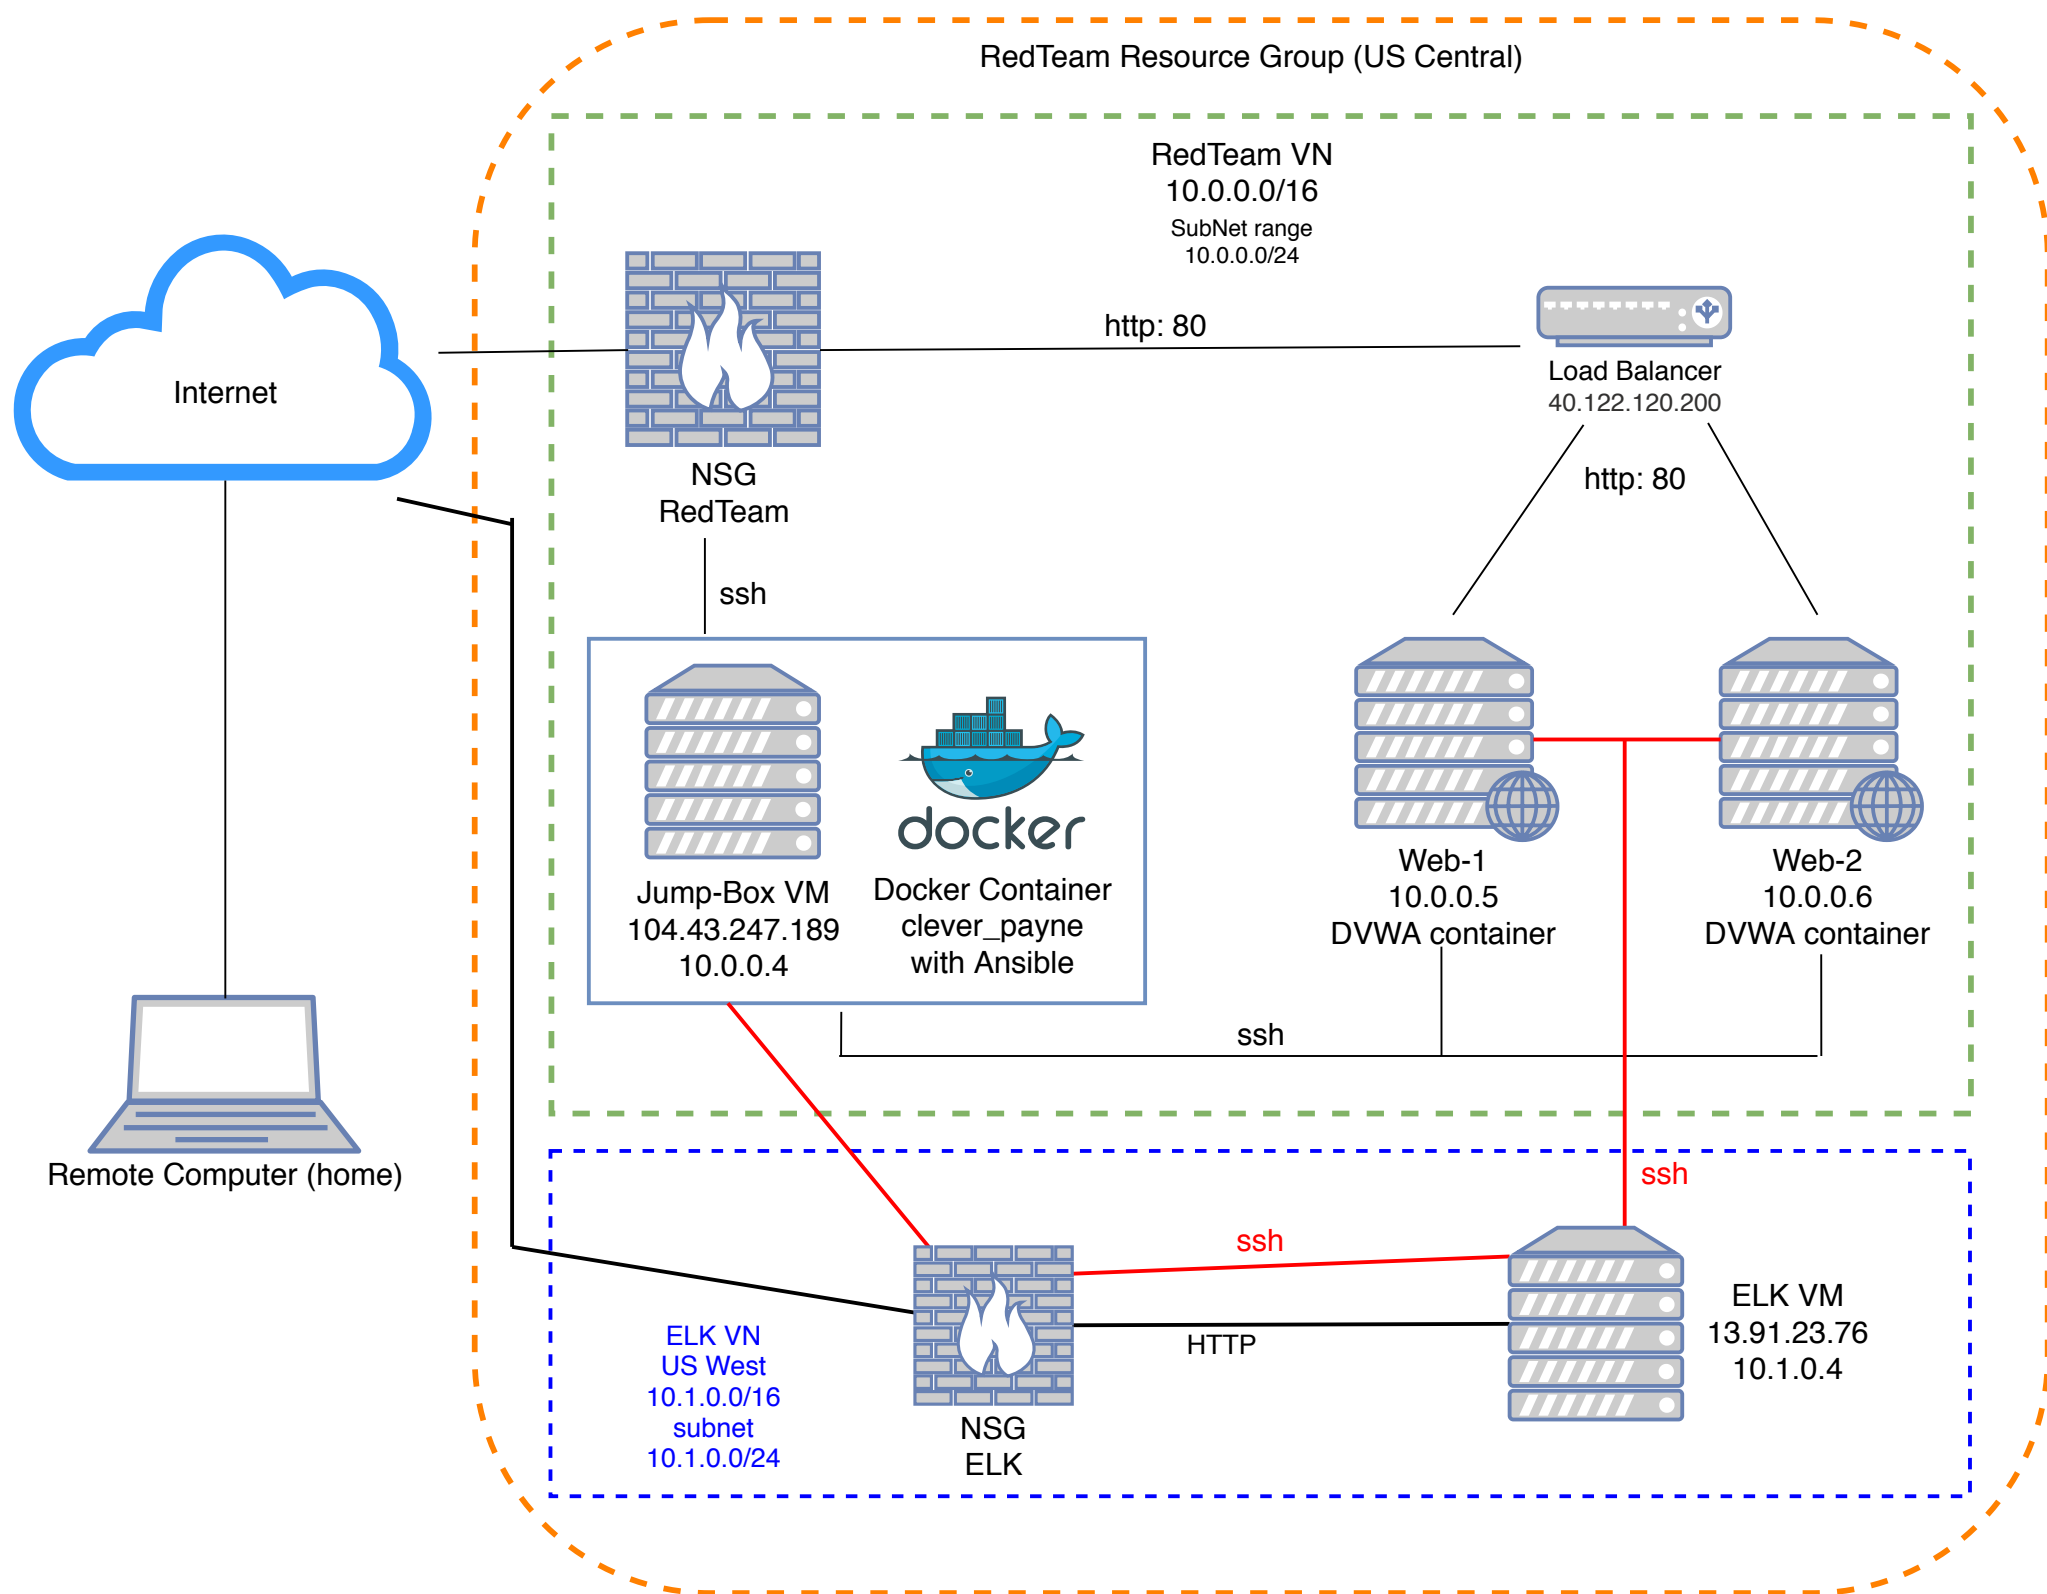 RedTeam Resource Group (US Central)
RedTeam VN
10.0.0.0/16
SubNet range
10.0.0.0/24
http: 80
Load Balancer
40.122.120.200
Internet
NSG
RedTeam
http: 80
ssh
docker
Jump-Box VM
104.43.247.189
10.0.0.4
Docker Container
clever_payne
with Ansible
Web-1
10.0.0.5
DVWA container
Web-2
10.0.0.6
DVWA container
ssh
Remote Computer (home)
ssh
ssh
HTTP
ELK VN
US West
10.1.0.0/16
subnet
10.1.0.0/24
NSG
ELK
ELK VM
13.91.23.76
10.1.0.4